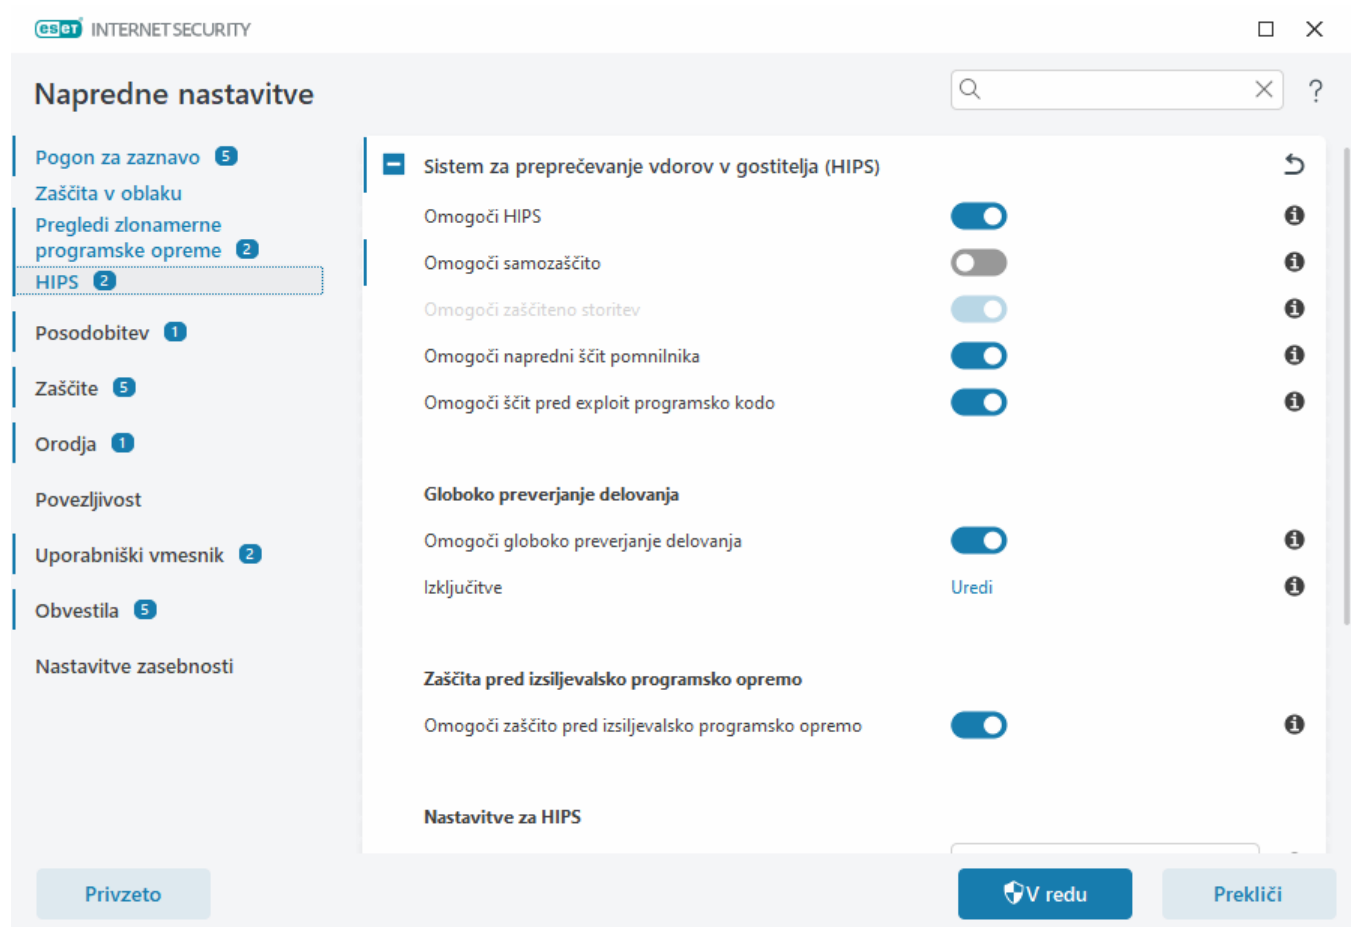 eset INTERNET SECURITY
Napredne nastavitve
?
Pogon za zaznavo 5
Zaščita v oblaku
Pregledi zlonamerne
programske opreme 2
HIPS 2
Posodobitev 1
Zaščite 5
Orodja 1
Povezljivost
Uporabniški vmesnik 2
Obvestila 5
Nastavitve zasebnosti
Sistem za preprečevanje vdorov v gostitelja (HIPS)
Omogoči HIPS
Omogoči samozaščito
Omogoči zaščiteno storitev
Omogoči napredni ščit pomnilnika
Omogoči ščit pred exploit programsko kodo
Globoko preverjanje delovanja
Omogoči globoko preverjanje delovanja
Izključitve Uredi
Zaščita pred izsiljevalsko programsko opremo
Omogoči zaščito pred izsiljevalsko programsko opremo
Nastavitve za HIPS
Privzeto
V redu
Prekliči